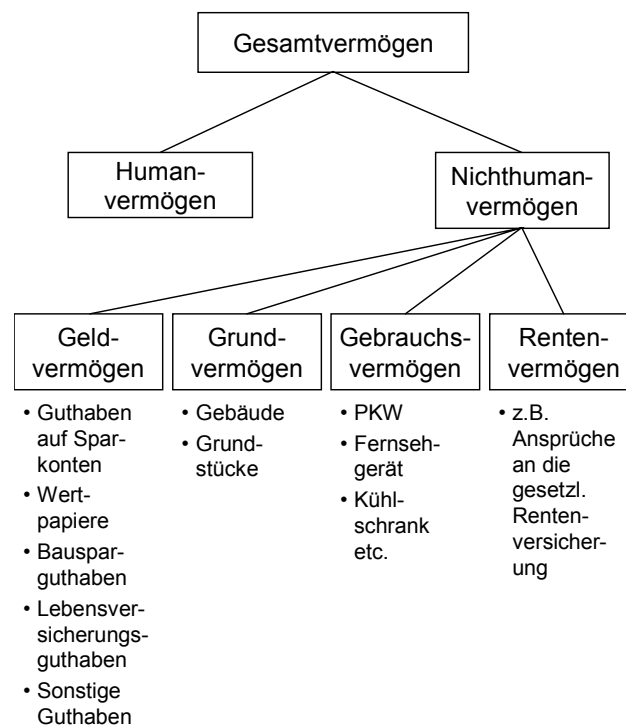 Gesamtvermögen
Human-
vermögen
Nichthuman-
vermögen
Geld-
vermögen
Grund-
vermögen
Gebrauchs-
vermögen
Renten-
vermögen
• Guthaben
auf Spar-
konten
• Wert-
papiere
• Bauspar-
guthaben
• Lebensver-
sicherungs-
guthaben
• Sonstige
Guthaben
• Gebäude
• Grund-
stücke
• PKW
• Fernseh-
gerät
• Kühl-
schrank
etc.
• z.B.
Ansprüche
an die
gesetzl.
Renten-
versicher-
ung